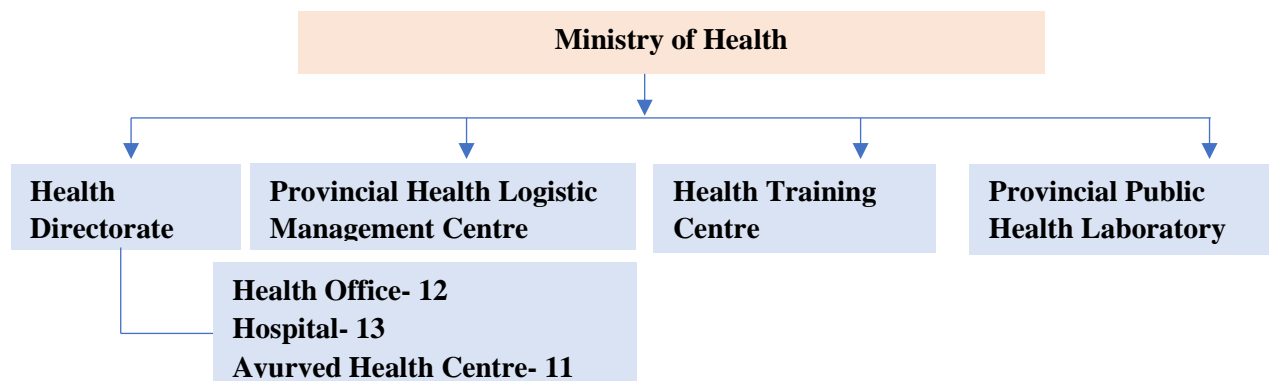 Ministry of Health
Health
Directorate
Provincial Health Logistic
Management Centre
Health Training
Centre
Provincial Public
Health Laboratory
Health Office- 12
Hospital- 13
Ayurved Health Centre- 11